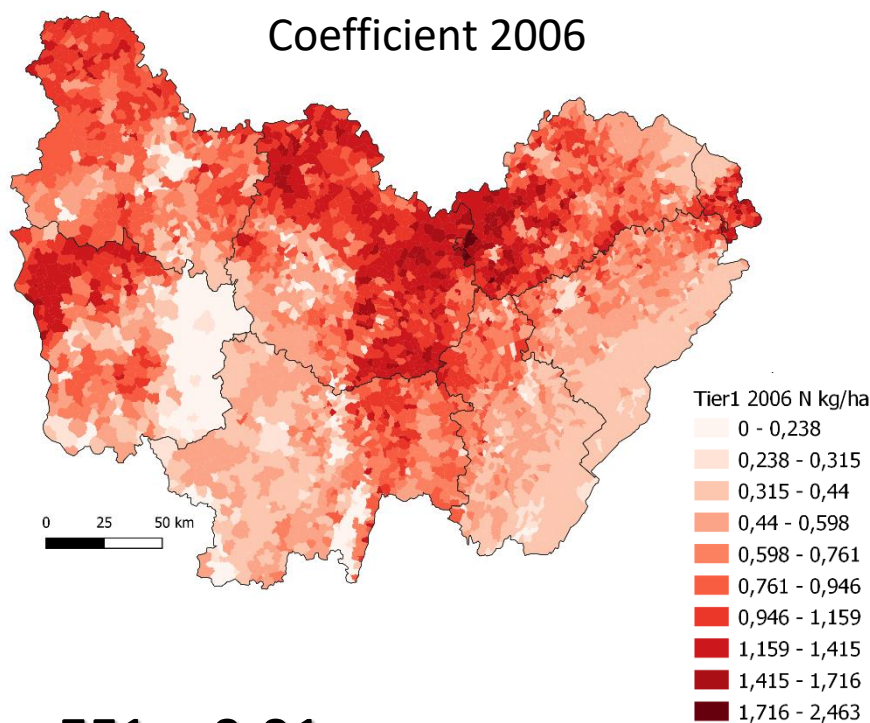 Coefficient 2006
Tier1 2006 N kg/ha
0 - 0,238
0,238 - 0,315
0,315 - 0,44
0,44 - 0,598
0,598 - 0,761
0,761 - 0,946
0,946 - 1,159
1,159 - 1,415
1,415 - 1,716
1,716 - 2,463
0 25 50 km